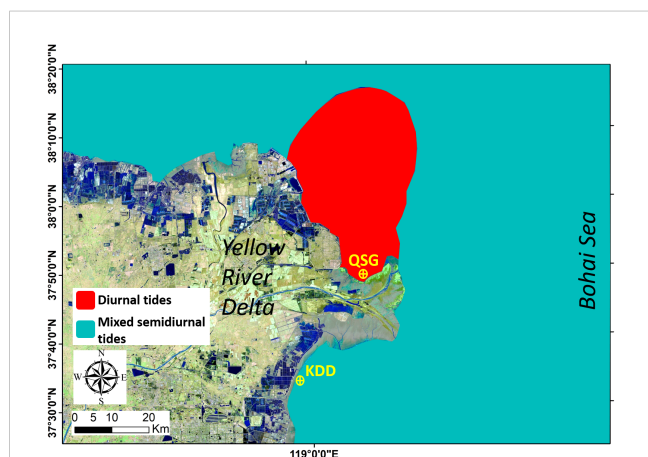 38°20'0"N
38°10'0"N
38°0'0"N
37°50'0"N
37°40'0"N
37°30'0"N
Yellow
River
Delta
QSG
KDD
Bohai Sea
Diurnal tides
Mixed semidiurnal
tides
N
W E
S
0 5 10 20
Km
119°0'0"E